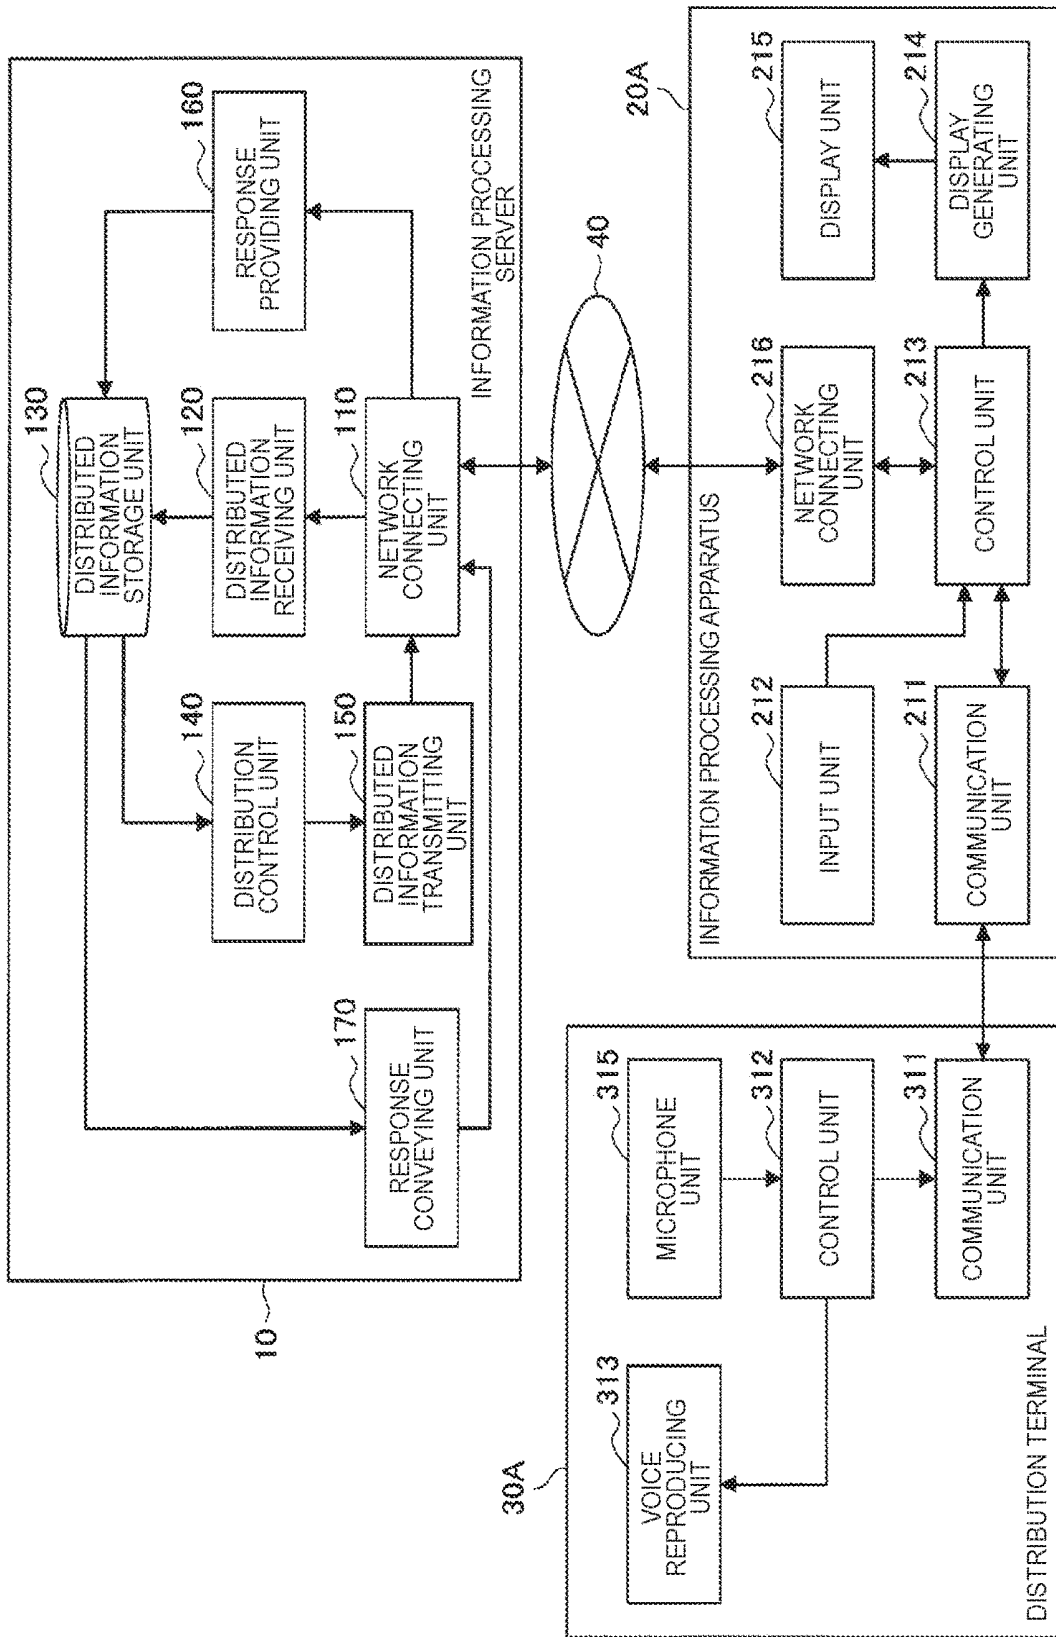 10
170
RESPONSE
CONVEYING UNIT
140
DISTRIBUTION
CONTROL UNIT
150
DISTRIBUTED
INFORMATION
TRANSMITTING
UNIT
130
DISTRIBUTED
INFORMATION
STORAGE UNIT
120
DISTRIBUTED
INFORMATION
RECEIVING UNIT
110
NETWORK
CONNECTING
UNIT
160
RESPONSE
PROVIDING UNIT
INFORMATION PROCESSING
SERVER
40
30A
313
VOICE
REPRODUCING
UNIT
315
MICROPHONE
UNIT
312
CONTROL UNIT
311
COMMUNICATION
UNIT
DISTRIBUTION TERMINAL
20A
INFORMATION PROCESSING APPARATUS
212
INPUT UNIT
211
COMMUNICATION
UNIT
216
NETWORK
CONNECTING
UNIT
213
CONTROL UNIT
215
DISPLAY UNIT
214
DISPLAY
GENERATING
UNIT